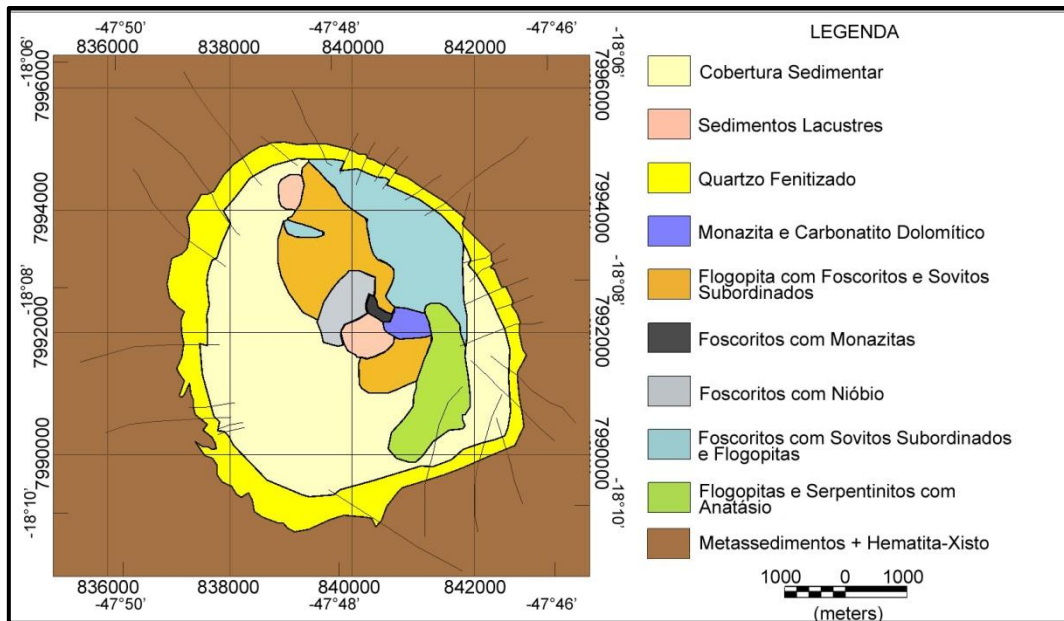 -47°50' -47°48' -47°46'
836000 838000 840000 842000
-18°06' -18°06'
7996000 7996000
7994000 7994000
-18°08' -18°08'
7992000 7992000
7990000 7990000
-18°10' -18°10'
836000 838000 840000 842000
-47°50' -47°48' -47°46'
LEGENDA
Cobertura Sedimentar
Sedimentos Lacustres
Quartzo Fenitizado
Monazita e Carbonatito Dolomítico
Flogopita com Foscoritos e Sovitos
Subordinados
Foscoritos com Monazitas
Foscoritos com Nióbio
Foscoritos com Sovitos Subordinados
e Flogopitas
Flogopitas e Serpentinitos com
Anatásio
Metassedimentos + Hematita-Xisto
1000 0 1000
(meters)